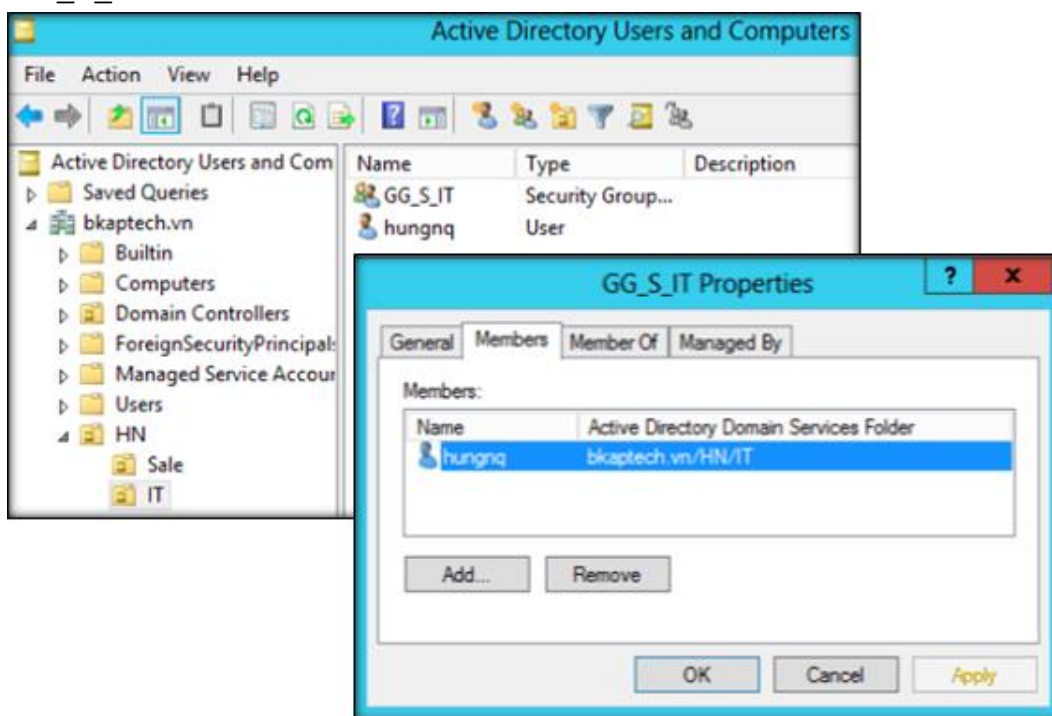 Active Directory Users and Computers
File Action View Help
Active Directory Users and Com
Saved Queries
bkaptech.vn
Builtin
Computers
Domain Controllers
ForeignSecurityPrincipal
Managed Service Accour
Users
HN
Sale
IT
Name Type Description
GG_S_IT Security Group...
hungnq User
GG_S_IT Properties ? x
General Members Member Of Managed By
Members:
Name Active Directory Domain Services Folder
hungnq bkaptech.vn/HN/IT
Add... Remove
OK Cancel Apply